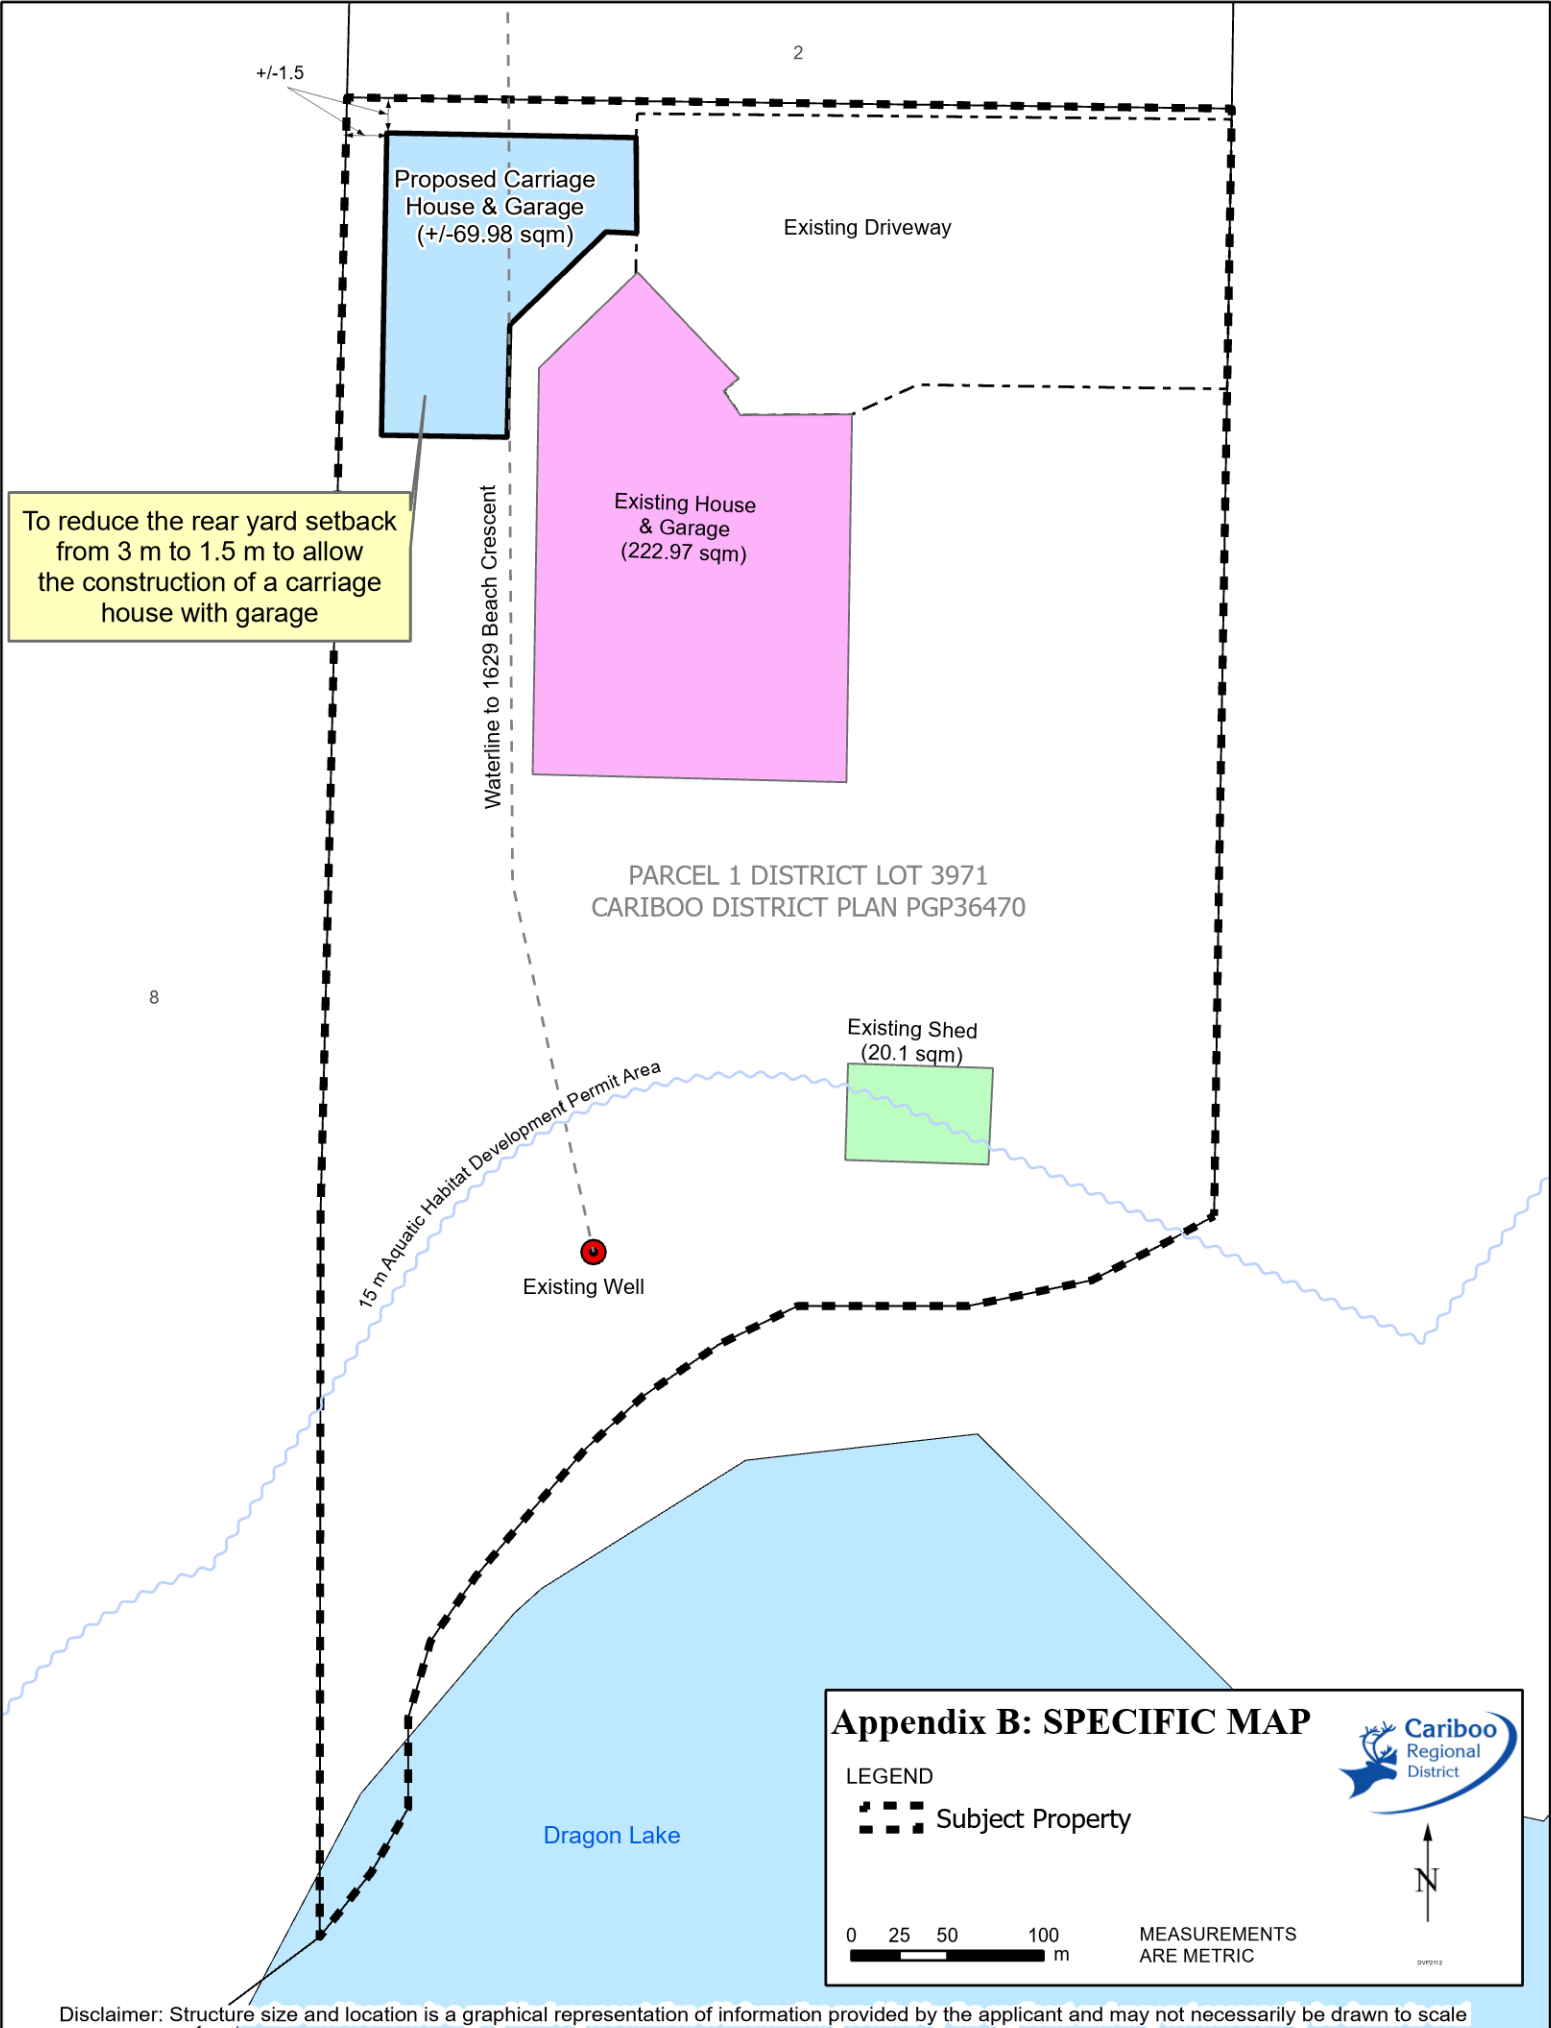 2
+/-1.5
Proposed Carriage
House & Garage
(+/-69.98 sqm)
Existing Driveway
To reduce the rear yard setback
from 3 m to 1.5 m to allow
the construction of a carriage
house with garage
Waterline to 1629 Beach Crescent
Existing House
& Garage
(222.97 sqm)
PARCEL 1 DISTRICT LOT 3971
CARIBOO DISTRICT PLAN PGP36470
8
Existing Shed
(20.1 sqm)
15 m Aquatic Habitat Development Permit Area
Existing Well
Dragon Lake
Appendix B: SPECIFIC MAP
Cariboo
Regional
District
LEGEND
Subject Property
N
0 25 50 100
m
MEASUREMENTS
ARE METRIC
DVP2112
Disclaimer: Structure size and location is a graphical representation of information provided by the applicant and may not necessarily be drawn to scale